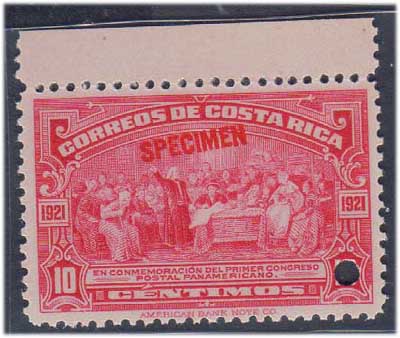 CORREOS DE COSTA RICA
SPECIMEN
1921 1921
EN CONMEMORACIÓN DEL PRIMER CONGRESO
POSTAL PANAMERICANO.
10 CÉNTIMOS
AMERICAN BANK NOTE CO.